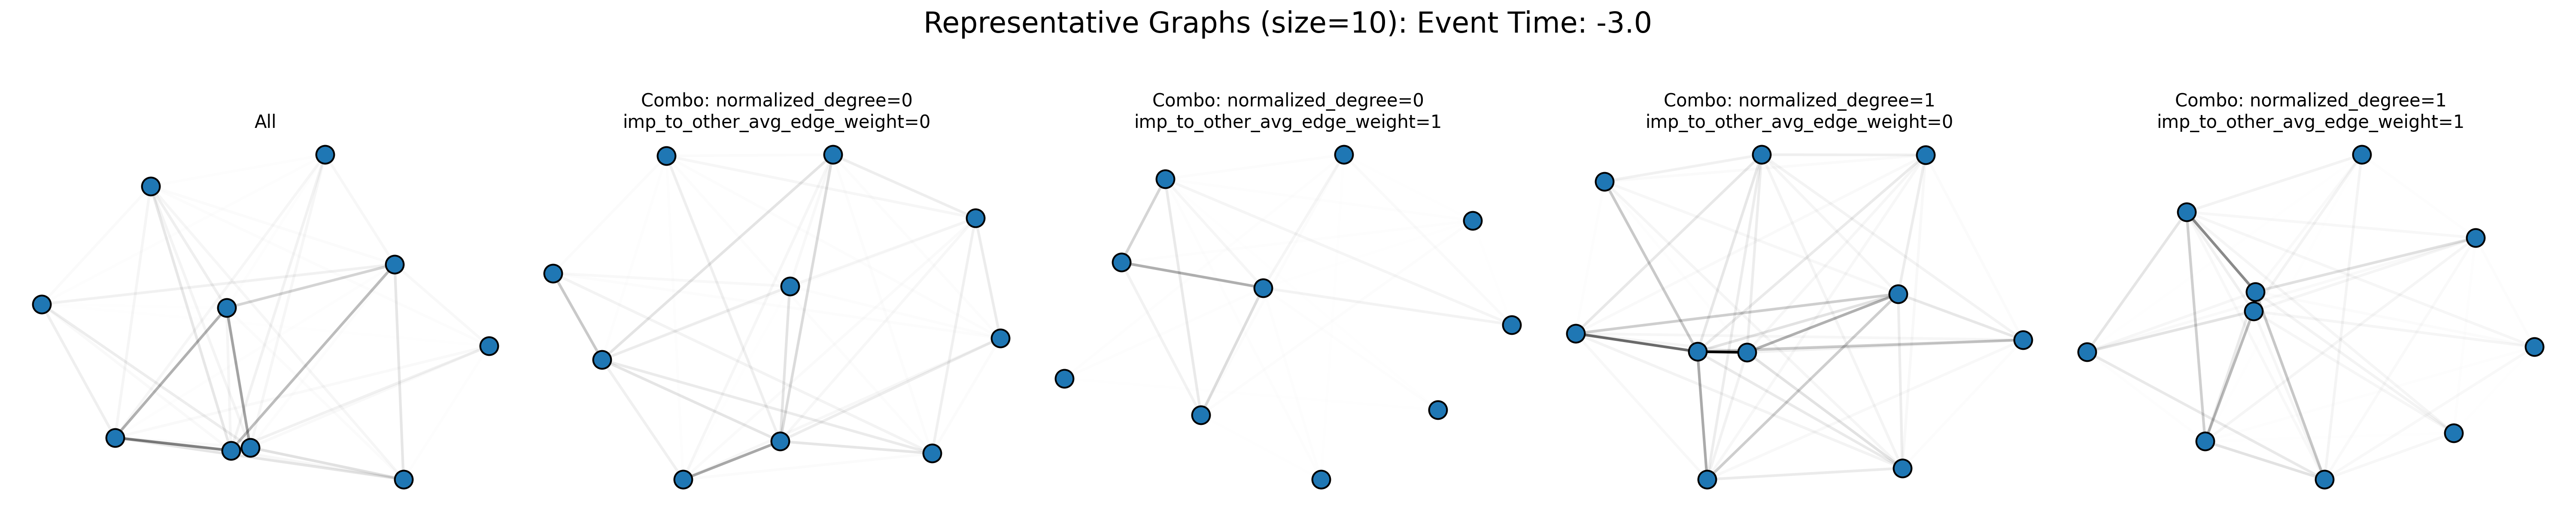 Representative Graphs (size=10): Event Time: -3.0
All
Combo: normalized_degree=0
imp_to_other_avg_edge_weight=0
Combo: normalized_degree=0
imp_to_other_avg_edge_weight=1
Combo: normalized_degree=1
imp_to_other_avg_edge_weight=0
Combo: normalized_degree=1
imp_to_other_avg_edge_weight=1